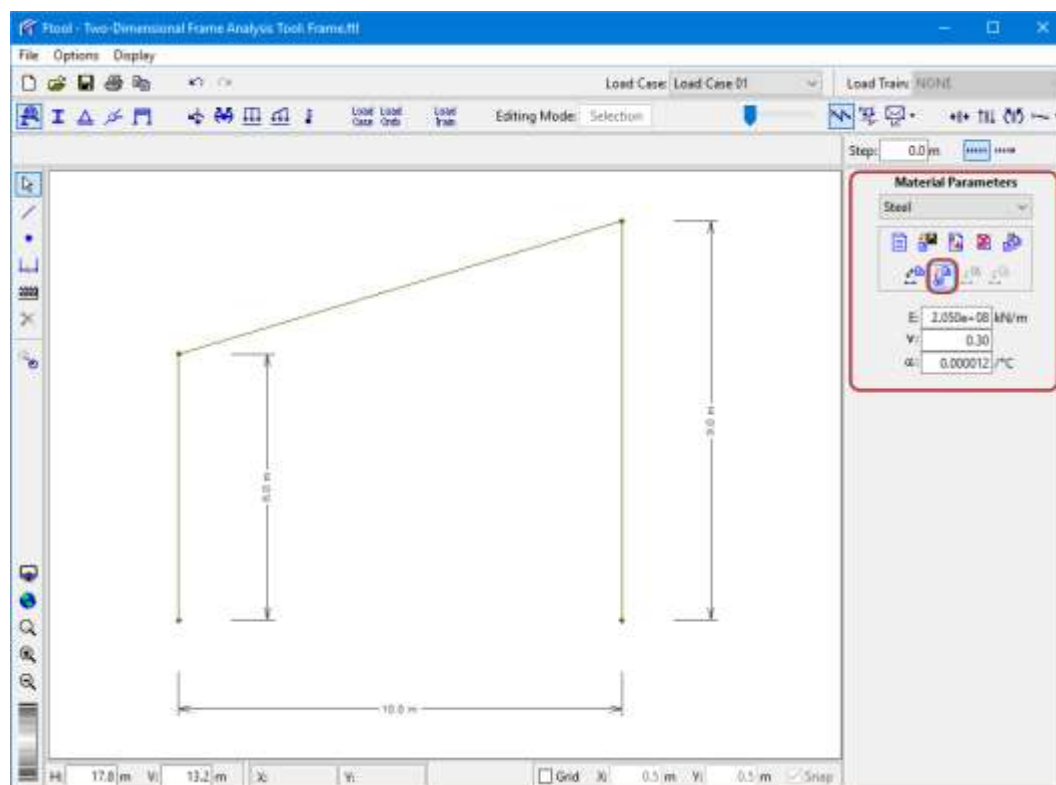 Ftool - Two-Dimensional Frame Analysis Tool: Frame.ftl
File Options Display
Load Case: Load Case 01 Load Train: NONE
Load Case Load Cmb Load Train Editing Mode: Selection
Step: 0.0 m
Material Parameters
Steel
E: 2.050e+08 kN/m
ν: 0.30
α: 0.000012 /°C
6.0 m
9.0 m
10.0 m
H: 17.8 m V: 13.2 m X: Y: Grid X: 0.5 m Y: 0.5 m Snap